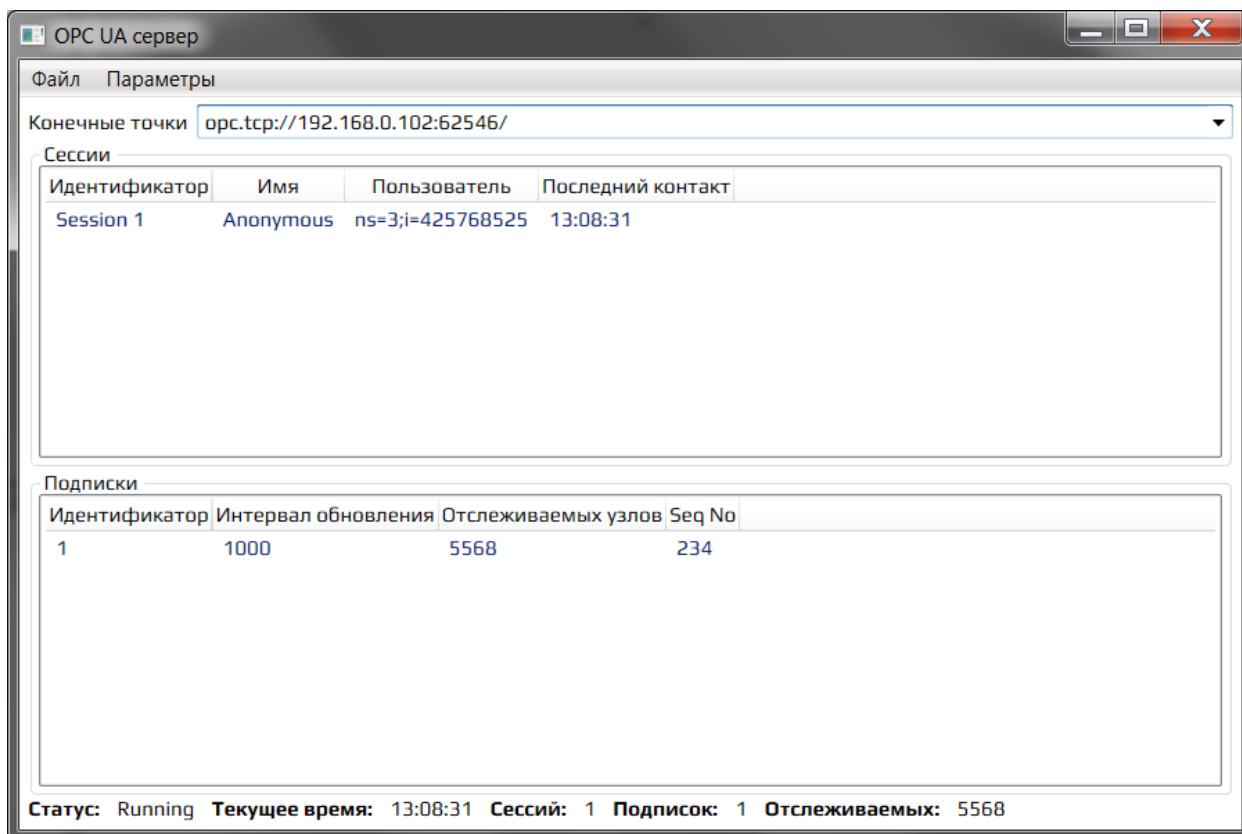 OPC UA сервер
Файл Параметры
Конечные точки opc.tcp://192.168.0.102:62546/
Сессии
Идентификатор Имя Пользователь Последний контакт
Session 1 Anonymous ns=3;i=425768525 13:08:31
Подписки
Идентификатор Интервал обновления Отслеживаемых узлов Seq No
1 1000 5568 234
Статус: Running Текущее время: 13:08:31 Сессий: 1 Подписок: 1 Отслеживаемых: 5568